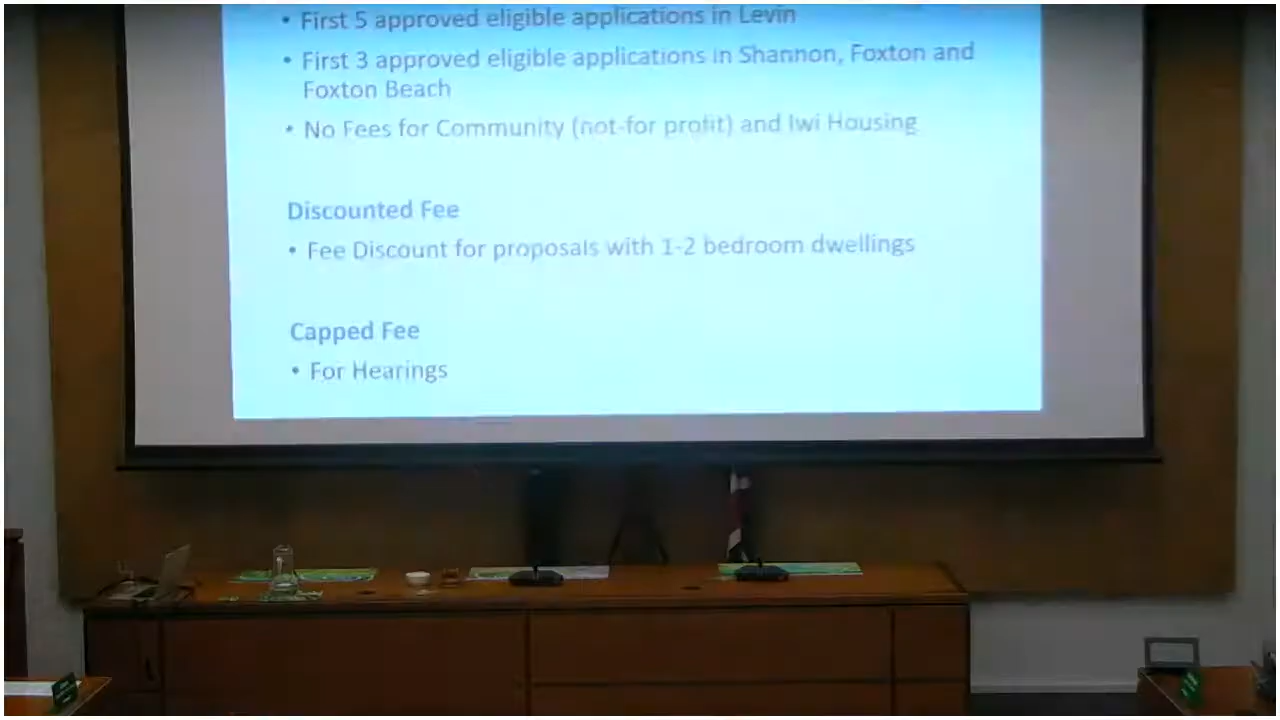 • First 5 approved eligible applications in Levin
• First 3 approved eligible applications in Shannon, Foxton and
Foxton Beach
• No Fees for Community (not-for profit) and Iwi Housing
Discounted Fee
• Fee Discount for proposals with 1-2 bedroom dwellings
Capped Fee
• For Hearings